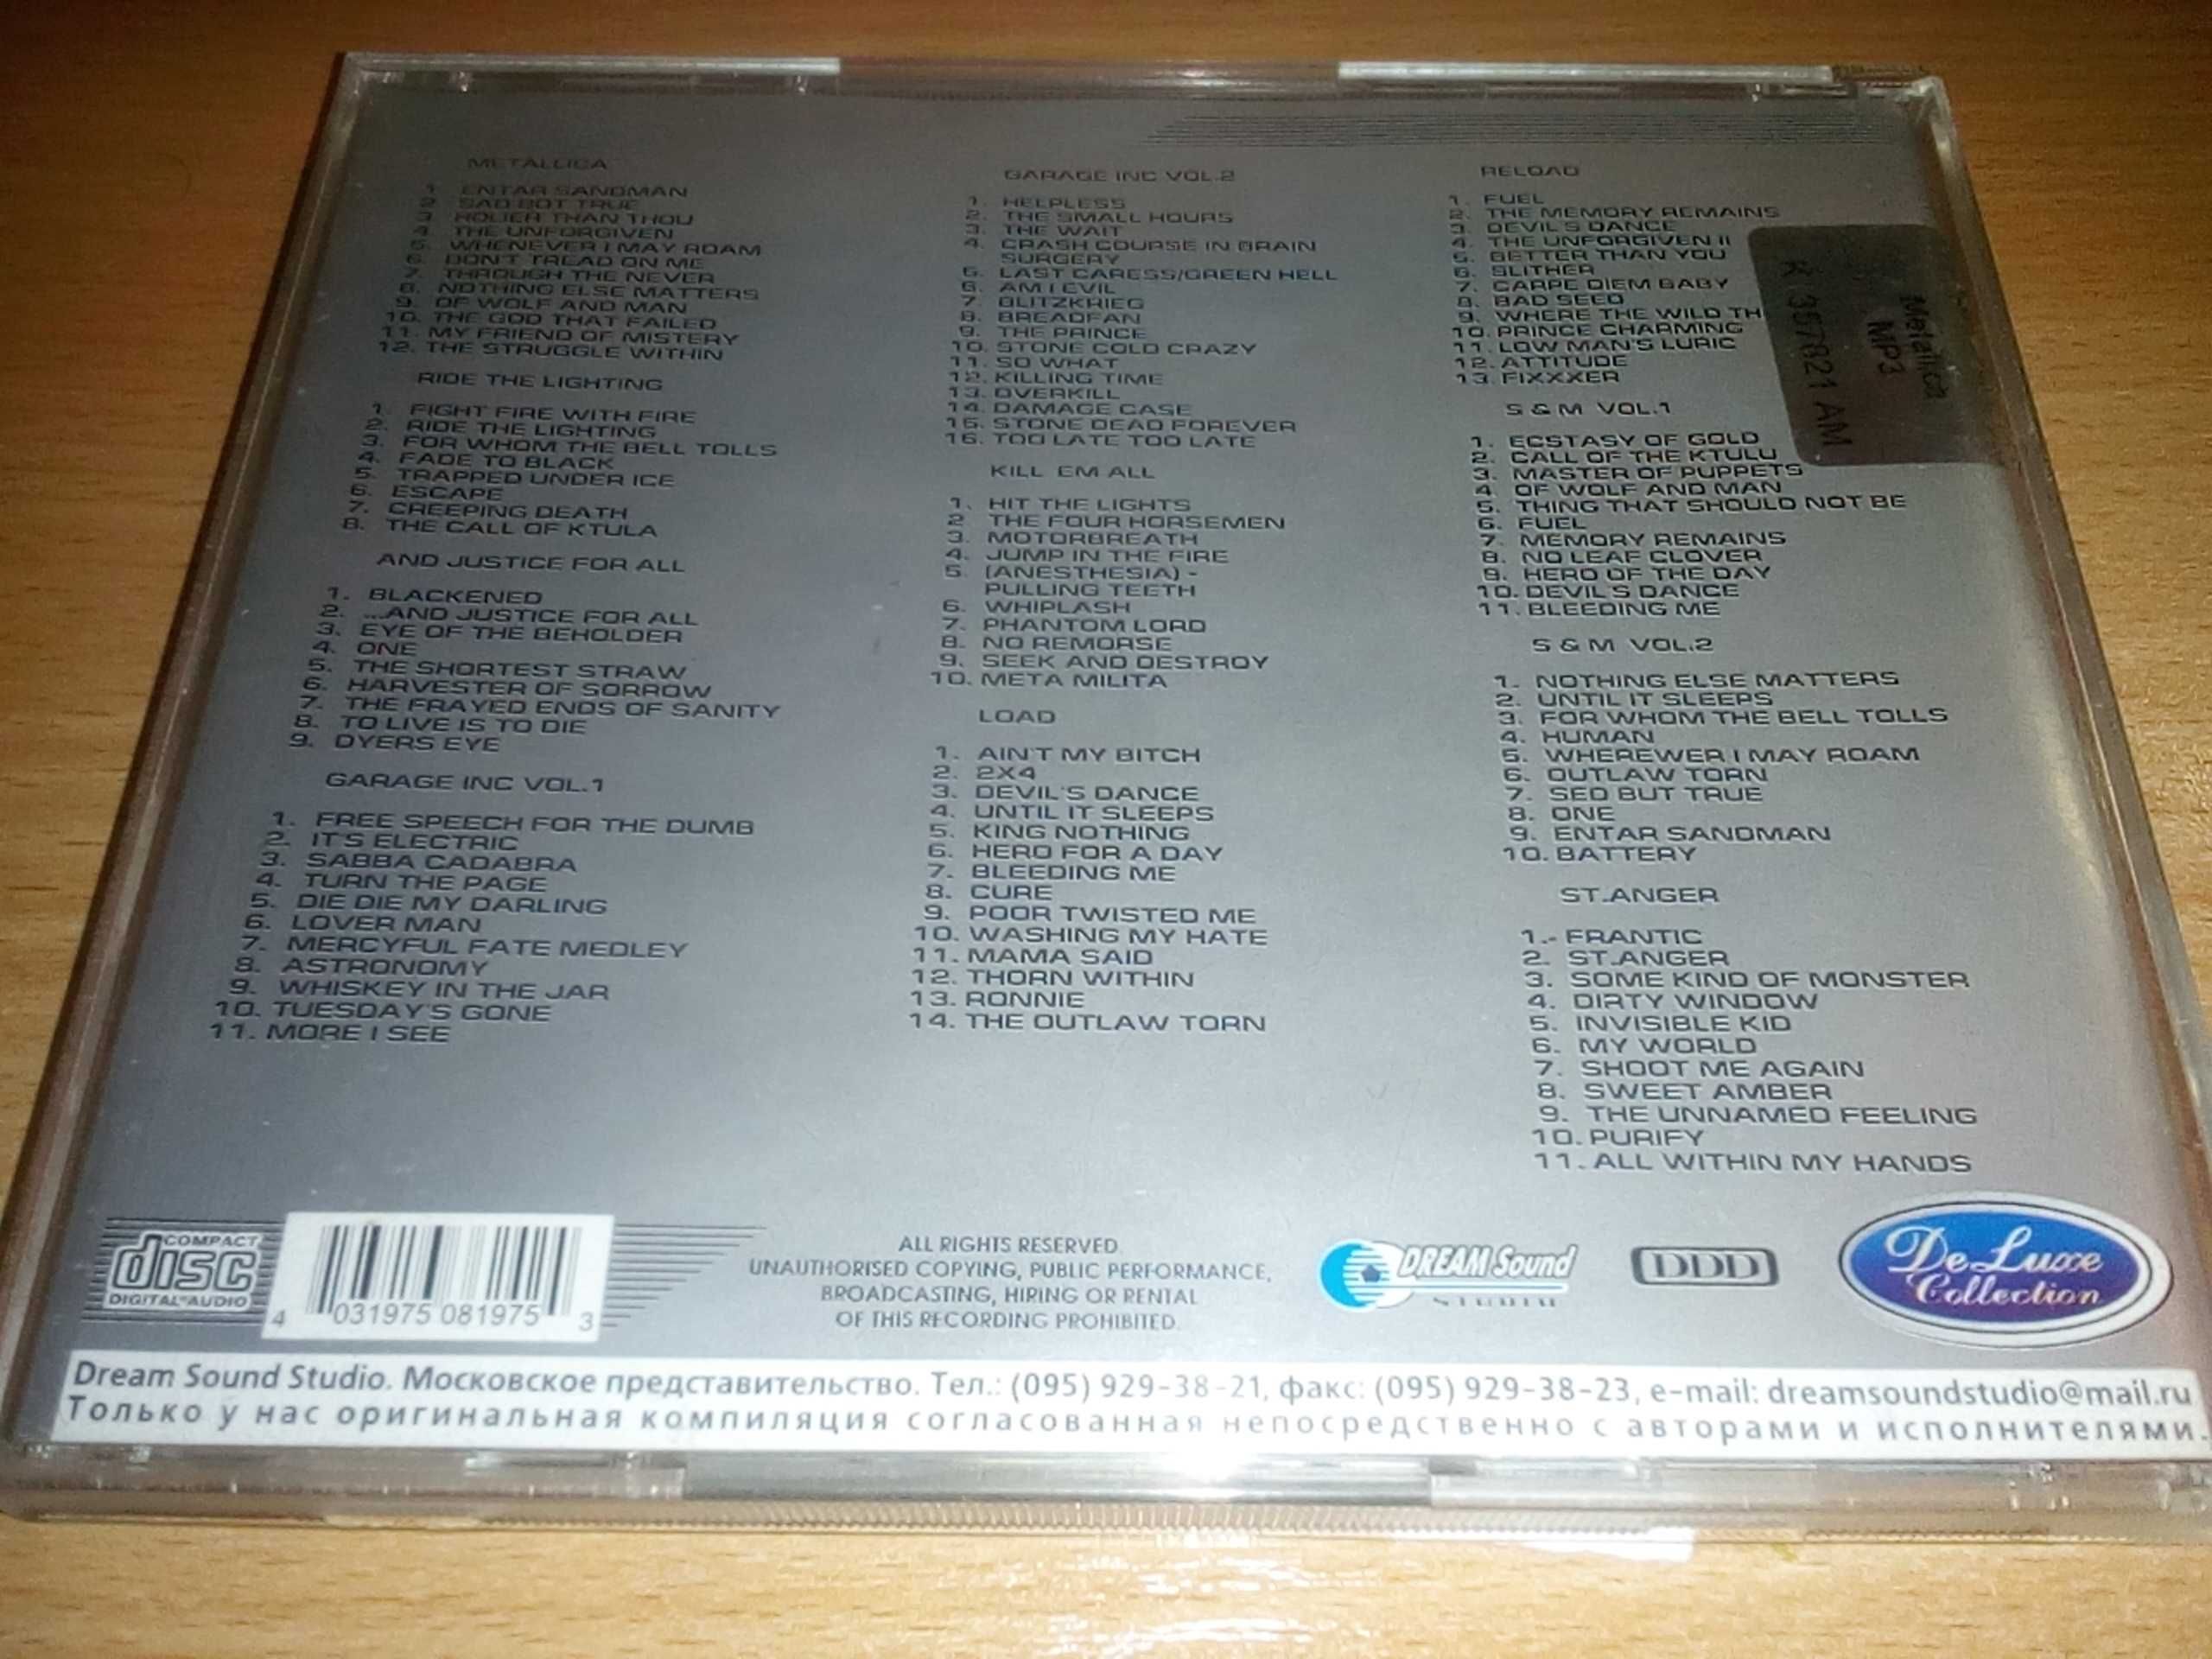 METALLICA
1. ENTAR SANDMAN
2. SAD BOT TRUE
3. HOLIER THAN THOU
4. THE UNFORGIVEN
5. WHENEVER I MAY ROAM
6. DON'T TREAD ON ME
7. THROUGH THE NEVER
8. NOTHING ELSE MATTERS
9. OF WOLF AND MAN
10. THE GOD THAT FAILED
11. MY FRIEND OF MISTERY
12. THE STRUGGLE WITHIN
RIDE THE LIGHTING
1. FIGHT FIRE WITH FIRE
2. RIDE THE LIGHTING
3. FOR WHOM THE BELL TOLLS
4. FADE TO BLACK
5. TRAPPED UNDER ICE
6. ESCAPE
7. CREEPING DEATH
8. THE CALL OF KTULA
AND JUSTICE FOR ALL
1. BLACKENED
2. ...AND JUSTICE FOR ALL
3. EYE OF THE BEHOLDER
4. ONE
5. THE SHORTEST STRAW
6. HARVESTER OF SORROW
7. THE FRAYED ENDS OF SANITY
8. TO LIVE IS TO DIE
9. DYERS EYE
GARAGE INC VOL.1
1. FREE SPEECH FOR THE DUMB
2. IT'S ELECTRIC
3. SABBA CADABRA
4. TURN THE PAGE
5. DIE DIE MY DARLING
6. LOVER MAN
7. MERCYFUL FATE MEDLEY
8. ASTRONOMY
9. WHISKEY IN THE JAR
10. TUESDAY'S GONE
11. MORE I SEE
GARAGE INC VOL.2
1. HELPLESS
2. THE SMALL HOURS
3. THE WAIT
4. CRASH COURSE IN BRAIN
SURGERY
5. LAST CARESS/GREEN HELL
6. AM I EVIL
7. BLITZKRIEG
8. BREADFAN
9. THE PRINCE
10. STONE COLD CRAZY
11. SO WHAT
12. KILLING TIME
13. OVERKILL
14. DAMAGE CASE
15. STONE DEAD FOREVER
16. TOO LATE TOO LATE
KILL EM ALL
1. HIT THE LIGHTS
2 THE FOUR HORSEMEN
3. MOTORBREATH
4. JUMP IN THE FIRE
5. (ANESTHESIA) -
PULLING TEETH
6. WHIPLASH
7. PHANTOM LORD
8. NO REMORSE
9. SEEK AND DESTROY
10. META MILITA
LOAD
1. AIN'T MY BITCH
2. 2X4
3. DEVIL'S DANCE
4. UNTIL IT SLEEPS
5. KING NOTHING
6. HERO FOR A DAY
7. BLEEDING ME
8. CURE
9. POOR TWISTED ME
10. WASHING MY HATE
11. MAMA SAID
12. THORN WITHIN
13. RONNIE
14. THE OUTLAW TORN
RELOAD
1. FUEL
2. THE MEMORY REMAINS
3. DEVIL'S DANCE
4. THE UNFORGIVEN II
5. BETTER THAN YOU
6. SLITHER
7. CARPE DIEM BABY
8. BAD SEED
9. WHERE THE WILD TH
10. PRINCE CHARMING
11. LOW MAN'S LURIC
12. ATTITUDE
13. FIXXXER
S & M VOL.1
1. ECSTASY OF GOLD
2. CALL OF THE KTULU
3. MASTER OF PUPPETS
4. OF WOLF AND MAN
5. THING THAT SHOULD NOT BE
6. FUEL
7. MEMORY REMAINS
8. NO LEAF CLOVER
9. HERO OF THE DAY
10. DEVIL'S DANCE
11. BLEEDING ME
S & M VOL.2
1. NOTHING ELSE MATTERS
2. UNTIL IT SLEEPS
3. FOR WHOM THE BELL TOLLS
4. HUMAN
5. WHEREWER I MAY ROAM
6. OUTLAW TORN
7. SED BUT TRUE
8. ONE
9. ENTAR SANDMAN
10. BATTERY
ST.ANGER
1.- FRANTIC
2. ST.ANGER
3. SOME KIND OF MONSTER
4. DIRTY WINDOW
5. INVISIBLE KID
6. MY WORLD
7. SHOOT ME AGAIN
8. SWEET AMBER
9. THE UNNAMED FEELING
10. PURIFY
11. ALL WITHIN MY HANDS
Metallica
MP3
357821 AM
COMPACT
disc
DIGITAL AUDIO
4 031975 081975 3
ALL RIGHTS RESERVED.
UNAUTHORISED COPYING, PUBLIC PERFORMANCE,
BROADCASTING, HIRING OR RENTAL
OF THIS RECORDING PROHIBITED.
DREAM Sound
STUDIO
DDD
De Luxe
Collection
Dream Sound Studio. Московское представительство. Тел.: (095) 929-38-21, факс: (095) 929-38-23, e-mail: dreamsoundstudio@mail.ru
Только у нас оригинальная компиляция согласованная непосредственно с авторами и исполнителями.